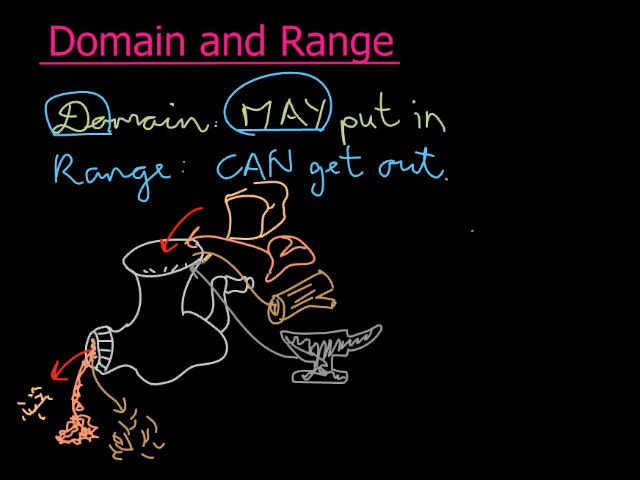 Domain and Range
Domain: MAY put in
Range: CAN get out.